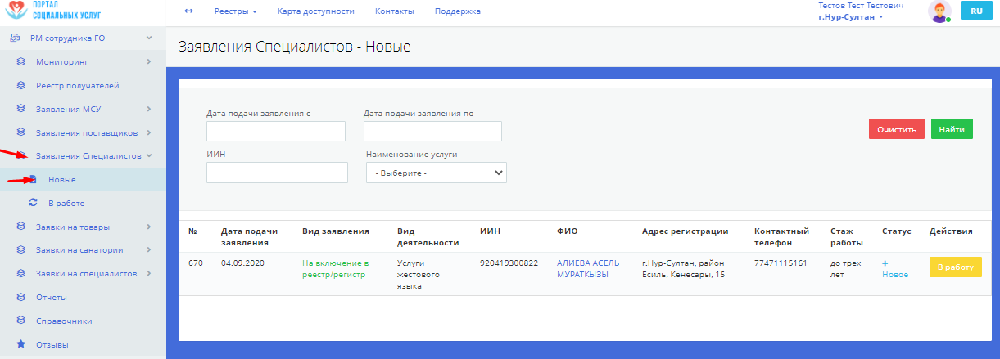 ПОРТАЛ
СОЦИАЛЬНЫХ УСЛУГ
Реестры
Карта доступности
Контакты
Поддержка
Тестов Тест Тестович
г.Нур-Султан
RU
РМ сотрудника ГО
Мониторинг
Реестр получателей
Заявления МСУ
Заявления поставщиков
Заявления Специалистов
Новые
В работе
Заявки на товары
Заявки на санатории
Заявки на специалистов
Отчеты
Справочники
Отзывы
Заявления Специалистов - Новые
Дата подачи заявления с
Дата подачи заявления по
Очистить
Найти
ИИН
Наименование услуги
- Выберите -
№ Дата подачи Вид заявления Вид ИИН ФИО Адрес регистрации Контактный Стаж Статус Действия
заявления деятельности телефон работы
670 04.09.2020 На включение в Услуги 920419300822 АЛИЕВА АСЕЛЬ г.Нур-Султан, район 77471115161 до трех + В работу
реестр/регистр жестового МУРАТКЫЗЫ Есиль, Кенесары, 15 лет Новое
языка